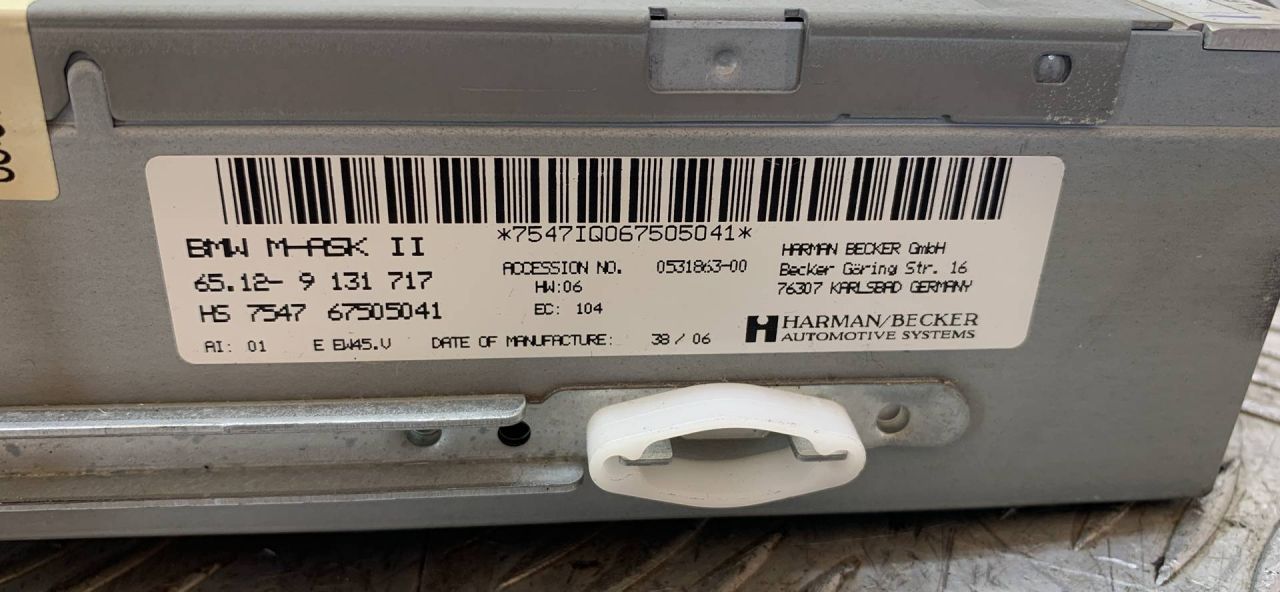 *7547IQ067505041*
BMW M-ASK II
65.12- 9 131 717
HS 7547 67505041
AI: 01 E EW45.V DATE OF MANUFACTURE: 38 / 06
ACCESSION NO. 0531863-00
HW:06
EC: 104
HARMAN BECKER GmbH
Becker Göring Str. 16
76307 KARLSBAD GERMANY
HARMAN/BECKER
AUTOMOTIVE SYSTEMS